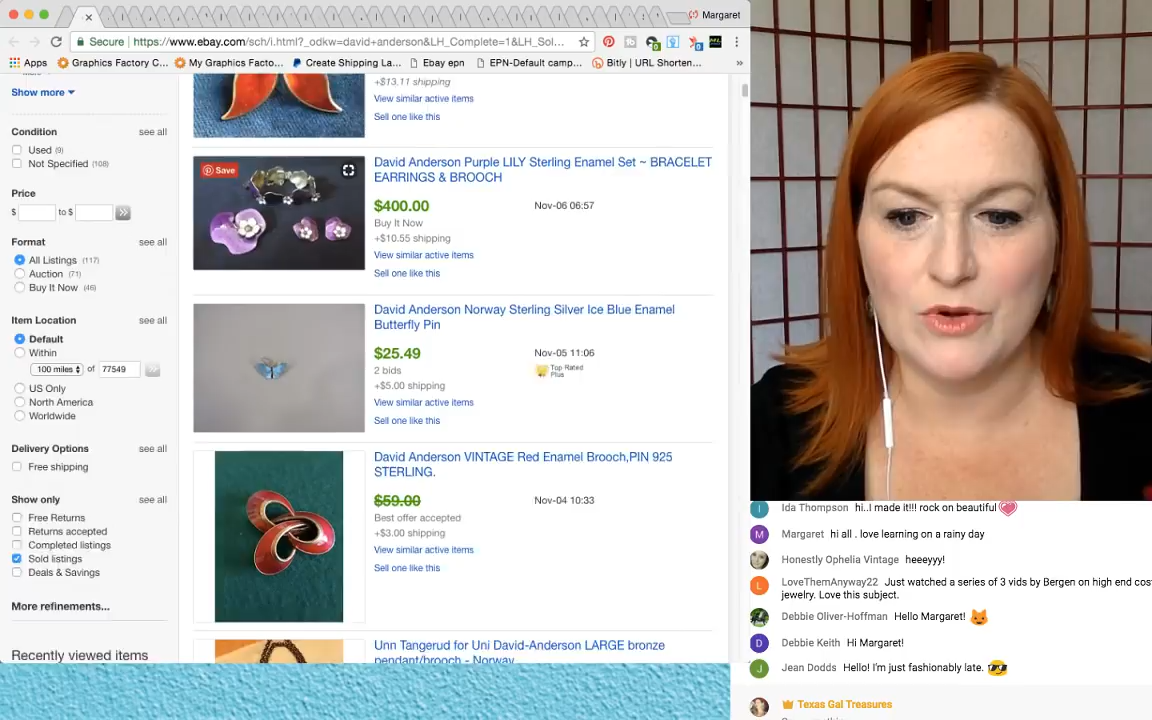 Margaret
Secure https://www.ebay.com/sch/i.html?_odkw=david+anderson&LH_Complete=1&LH_Sol...
Apps Graphics Factory C... My Graphics Facto... Create Shipping La... Ebay epn EPN-Default camp... Bitly | URL Shorten... »
Show more
Condition see all
Used (9)
Not Specified (108)
Price
$ to $
Format see all
All Listings (117)
Auction (71)
Buy It Now (46)
Item Location see all
Default
Within
100 miles of 77549
US Only
North America
Worldwide
Delivery Options see all
Free shipping
Show only see all
Free Returns
Returns accepted
Completed listings
Sold listings
Deals & Savings
More refinements...
Recently viewed items
+$13.11 shipping
View similar active items
Sell one like this
Save
David Anderson Purple LILY Sterling Enamel Set ~ BRACELET
EARRINGS & BROOCH
$400.00 Nov-06 06:57
Buy It Now
+$10.55 shipping
View similar active items
Sell one like this
David Anderson Norway Sterling Silver Ice Blue Enamel
Butterfly Pin
$25.49 Nov-05 11:06
2 bids Top Rated
Plus
+$5.00 shipping
View similar active items
Sell one like this
David Anderson VINTAGE Red Enamel Brooch,PIN 925
STERLING.
$59.00 Nov-04 10:33
Best offer accepted
+$3.00 shipping
View similar active items
Sell one like this
Unn Tangerud for Uni David-Anderson LARGE bronze
pendant/brooch - Norway
I Ida Thompson hi..I made it!!! rock on beautiful
M Margaret hi all . love learning on a rainy day
Honestly Ophelia Vintage heeeyyy!
L LoveThemAnyway22 Just watched a series of 3 vids by Bergen on high end cos
jewelry. Love this subject.
Debbie Oliver-Hoffman Hello Margaret!
D Debbie Keith Hi Margaret!
J Jean Dodds Hello! I'm just fashionably late.
Texas Gal Treasures